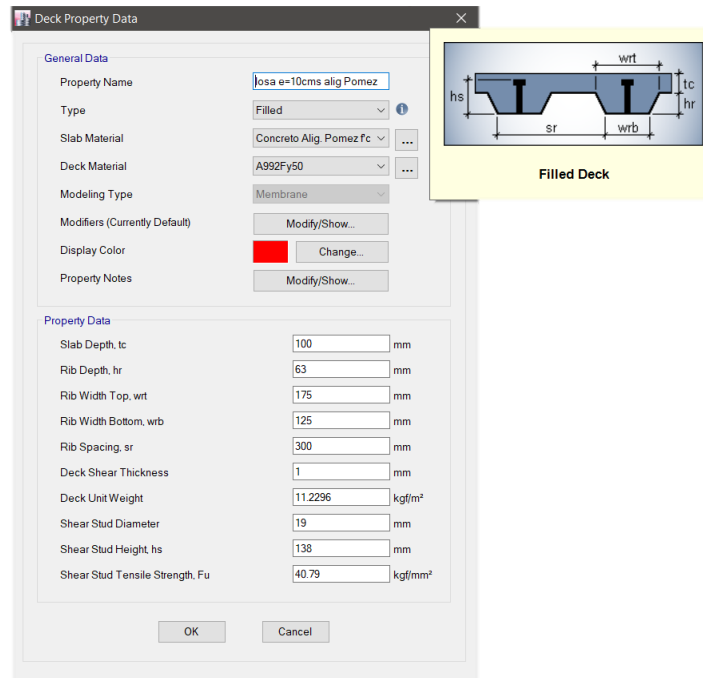 Deck Property Data
General Data
Property Name losa e=10cms alig Pomez
Type Filled
Slab Material Concreto Alig. Pomez f'c ...
Deck Material A992Fy50 ...
Modeling Type Membrane
Modifiers (Currently Default) Modify/Show...
Display Color Change...
Property Notes Modify/Show...
Property Data
Slab Depth, tc 100 mm
Rib Depth, hr 63 mm
Rib Width Top, wrt 175 mm
Rib Width Bottom, wrb 125 mm
Rib Spacing, sr 300 mm
Deck Shear Thickness 1 mm
Deck Unit Weight 11.2296 kgf/m²
Shear Stud Diameter 19 mm
Shear Stud Height, hs 138 mm
Shear Stud Tensile Strength, Fu 40.79 kgf/mm²
OK Cancel
wrt
hs
tc
hr
sr wrb
Filled Deck